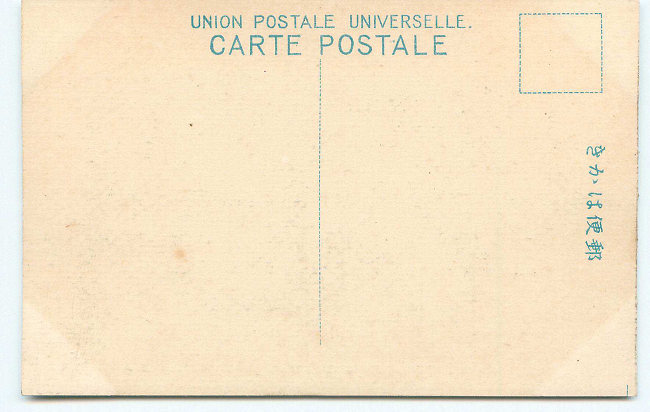 UNION POSTALE UNIVERSELLE.
CARTE POSTALE
きかは便郵